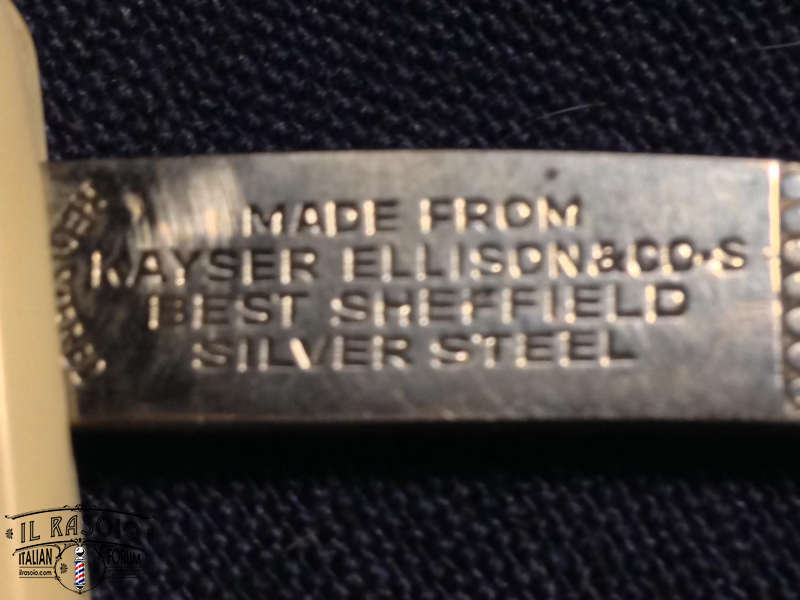 MADE FROM
KAYSER ELLISON&CO·S
BEST SHEFFIELD
SILVER STEEL
IL RASOIO
ITALIAN FORUM
ilrasoio.com